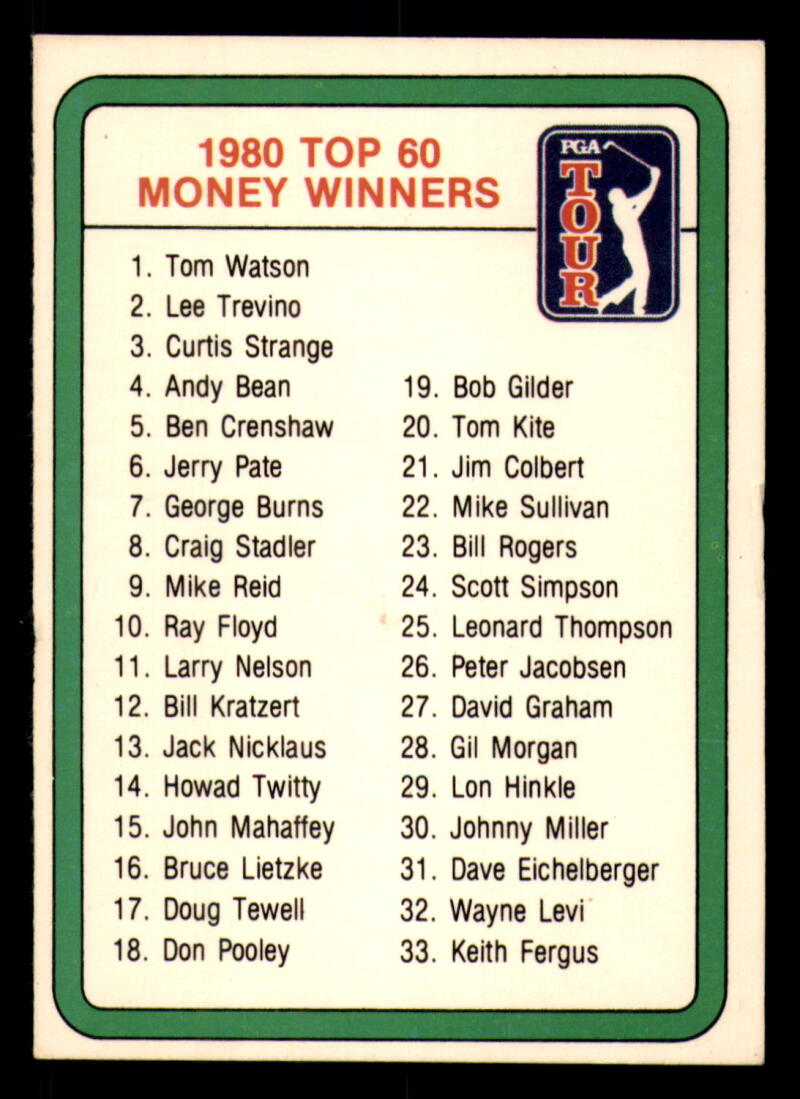 1980 TOP 60
MONEY WINNERS
PGA
TOUR
1. Tom Watson
2. Lee Trevino
3. Curtis Strange
4. Andy Bean
5. Ben Crenshaw
6. Jerry Pate
7. George Burns
8. Craig Stadler
9. Mike Reid
10. Ray Floyd
11. Larry Nelson
12. Bill Kratzert
13. Jack Nicklaus
14. Howad Twitty
15. John Mahaffey
16. Bruce Lietzke
17. Doug Tewell
18. Don Pooley
19. Bob Gilder
20. Tom Kite
21. Jim Colbert
22. Mike Sullivan
23. Bill Rogers
24. Scott Simpson
25. Leonard Thompson
26. Peter Jacobsen
27. David Graham
28. Gil Morgan
29. Lon Hinkle
30. Johnny Miller
31. Dave Eichelberger
32. Wayne Levi
33. Keith Fergus